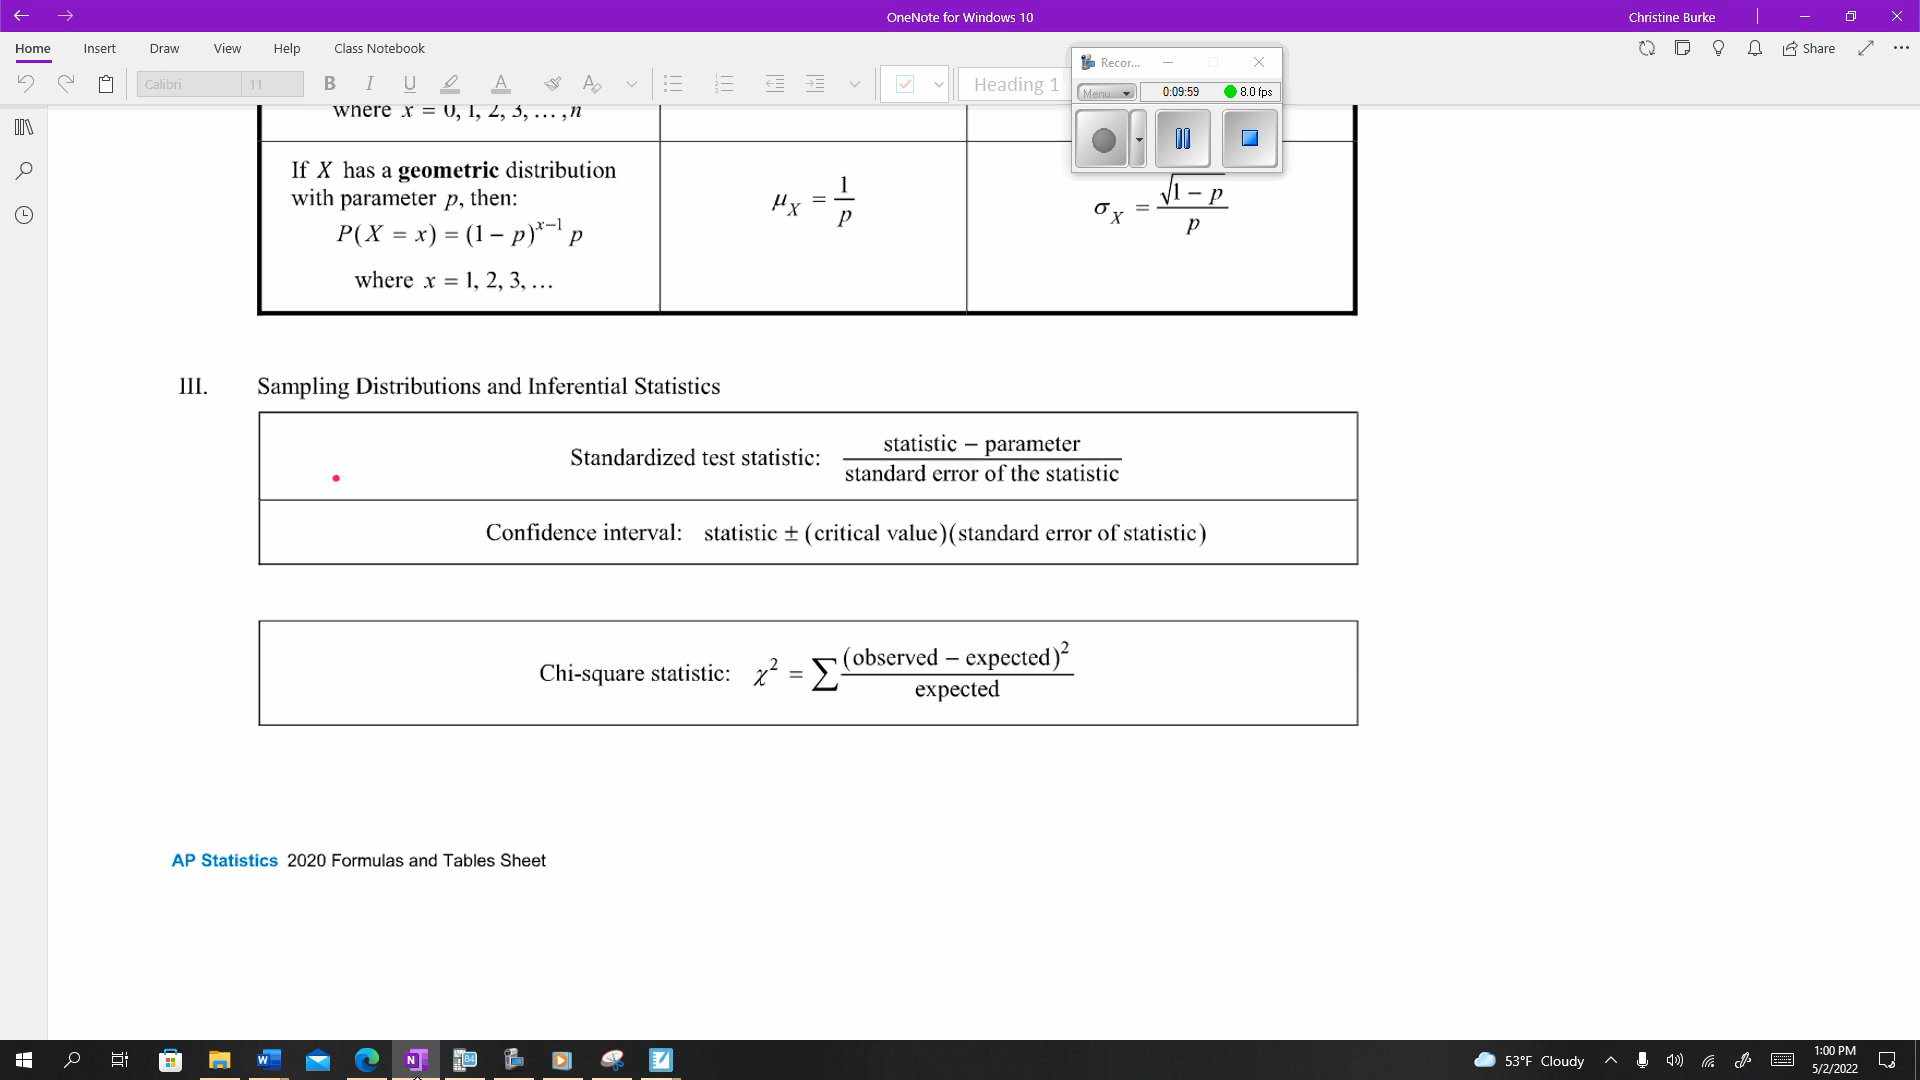 OneNote for Windows 10
Christine Burke
Home Insert Draw View Help Class Notebook
Share
Calibri 11 B I U A Heading 1
Recor...
Menu 0:09:59 8.0 fps
where x = 0, 1, 2, 3, … , n
If X has a geometric distribution
with parameter p, then:
P(X = x) = (1 − p)^{x−1} p
where x = 1, 2, 3, …
μ_X = 1/p
σ_X = √(1 − p)/p
III. Sampling Distributions and Inferential Statistics
Standardized test statistic: statistic − parameter
standard error of the statistic
Confidence interval: statistic ± (critical value)(standard error of statistic)
Chi-square statistic: χ² = ∑ (observed − expected)²
expected
AP Statistics 2020 Formulas and Tables Sheet
53°F Cloudy
1:00 PM
5/2/2022